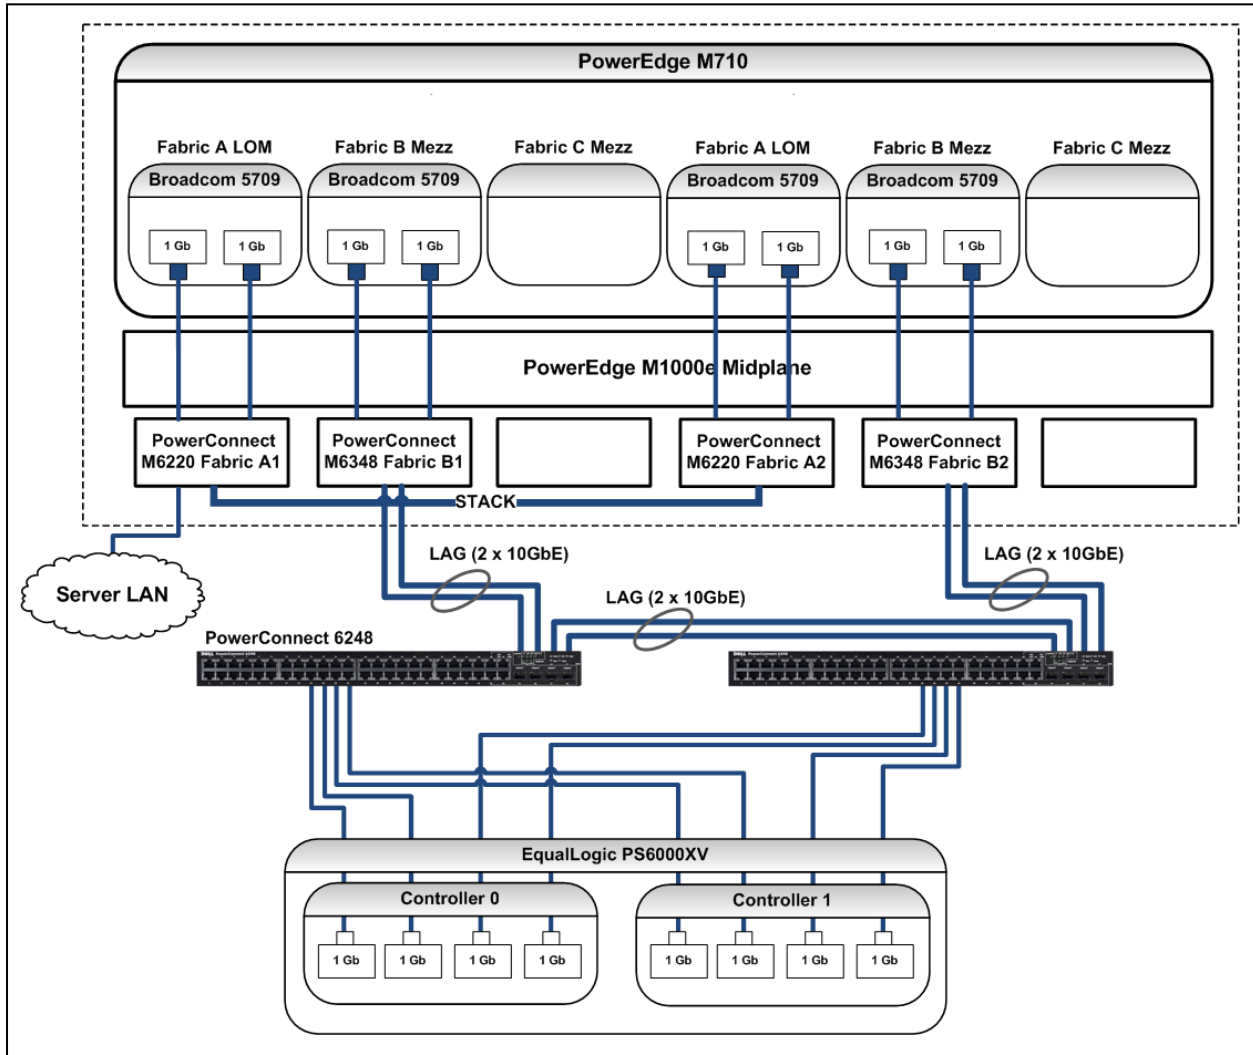 PowerEdge M710
Fabric A LOM
Fabric B Mezz
Fabric C Mezz
Fabric A LOM
Fabric B Mezz
Fabric C Mezz
Broadcom 5709
Broadcom 5709
Broadcom 5709
Broadcom 5709
1 Gb
1 Gb
1 Gb
1 Gb
1 Gb
1 Gb
1 Gb
1 Gb
PowerEdge M1000e Midplane
PowerConnect
M6220 Fabric A1
PowerConnect
M6348 Fabric B1
PowerConnect
M6220 Fabric A2
PowerConnect
M6348 Fabric B2
STACK
Server LAN
LAG (2 x 10GbE)
LAG (2 x 10GbE)
LAG (2 x 10GbE)
PowerConnect 6248
DELL
DELL
EqualLogic PS6000XV
Controller 0
Controller 1
1 Gb
1 Gb
1 Gb
1 Gb
1 Gb
1 Gb
1 Gb
1 Gb